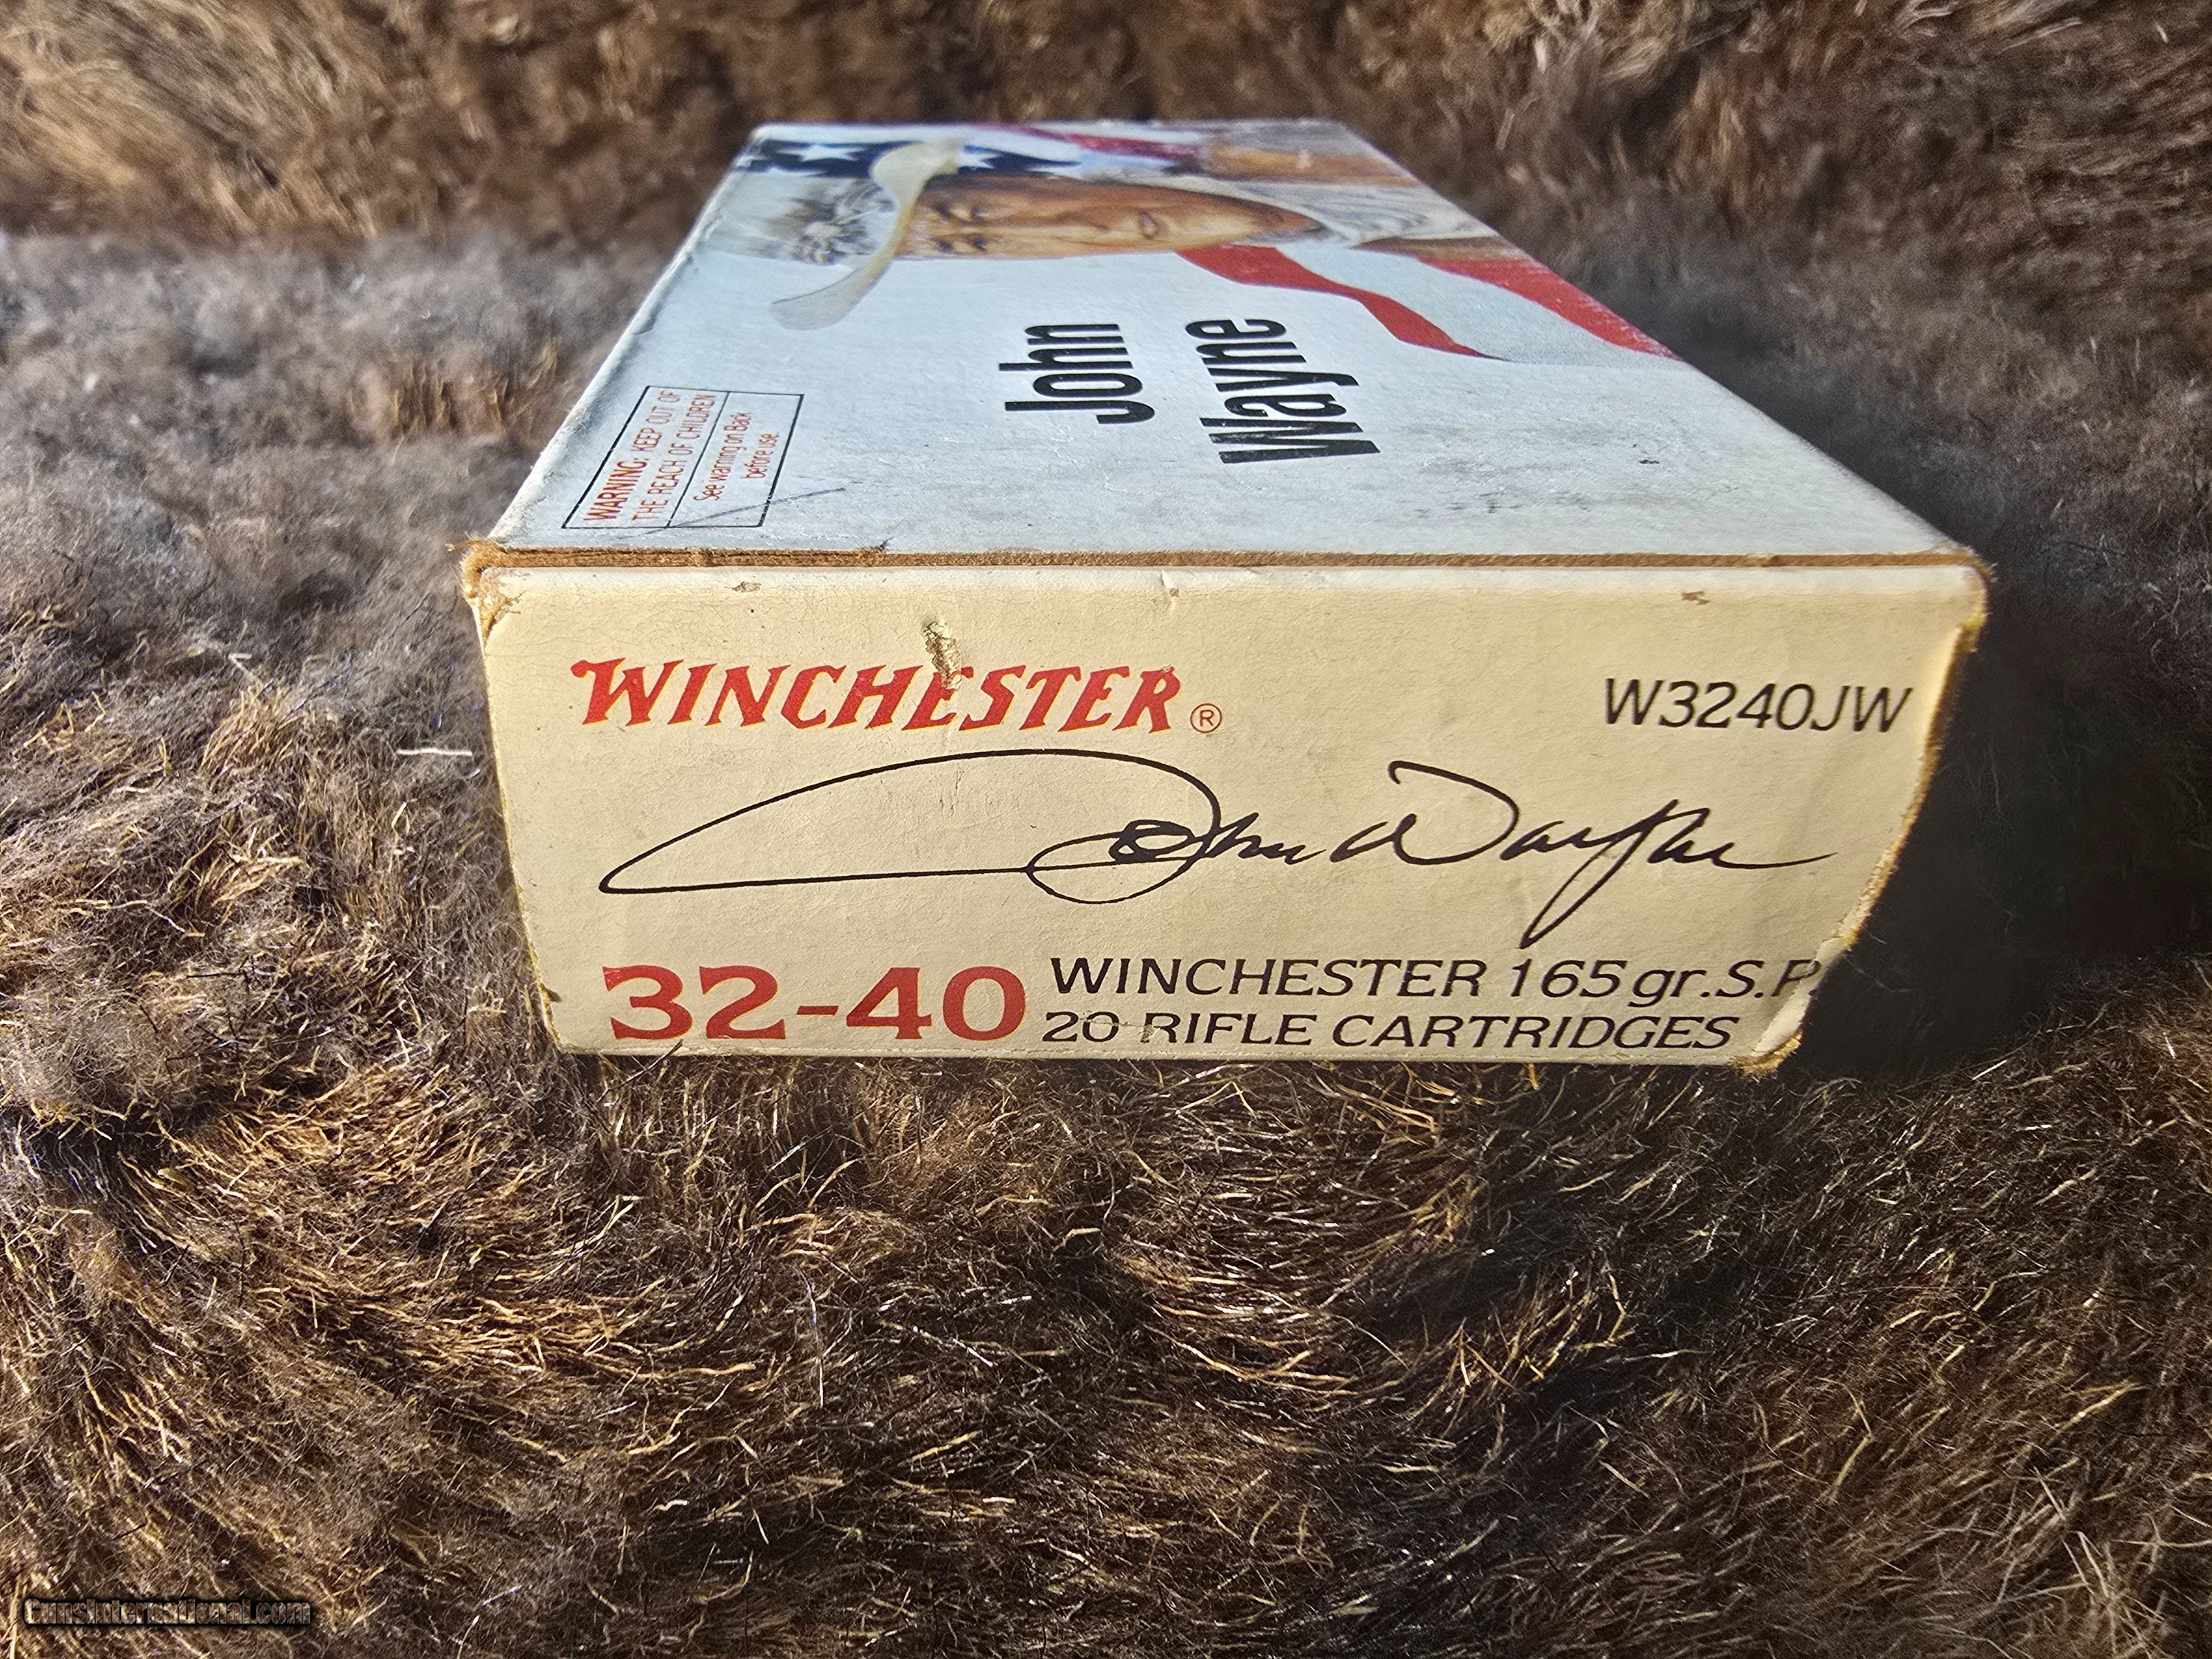 WARNING: KEEP OUT OF
THE REACH OF CHILDREN
See warning on Back
before use.
John
Wayne
WINCHESTER®
W3240JW
John Wayne
32-40
WINCHESTER 165 gr. S.P.
20 RIFLE CARTRIDGES
GunsInternational.com